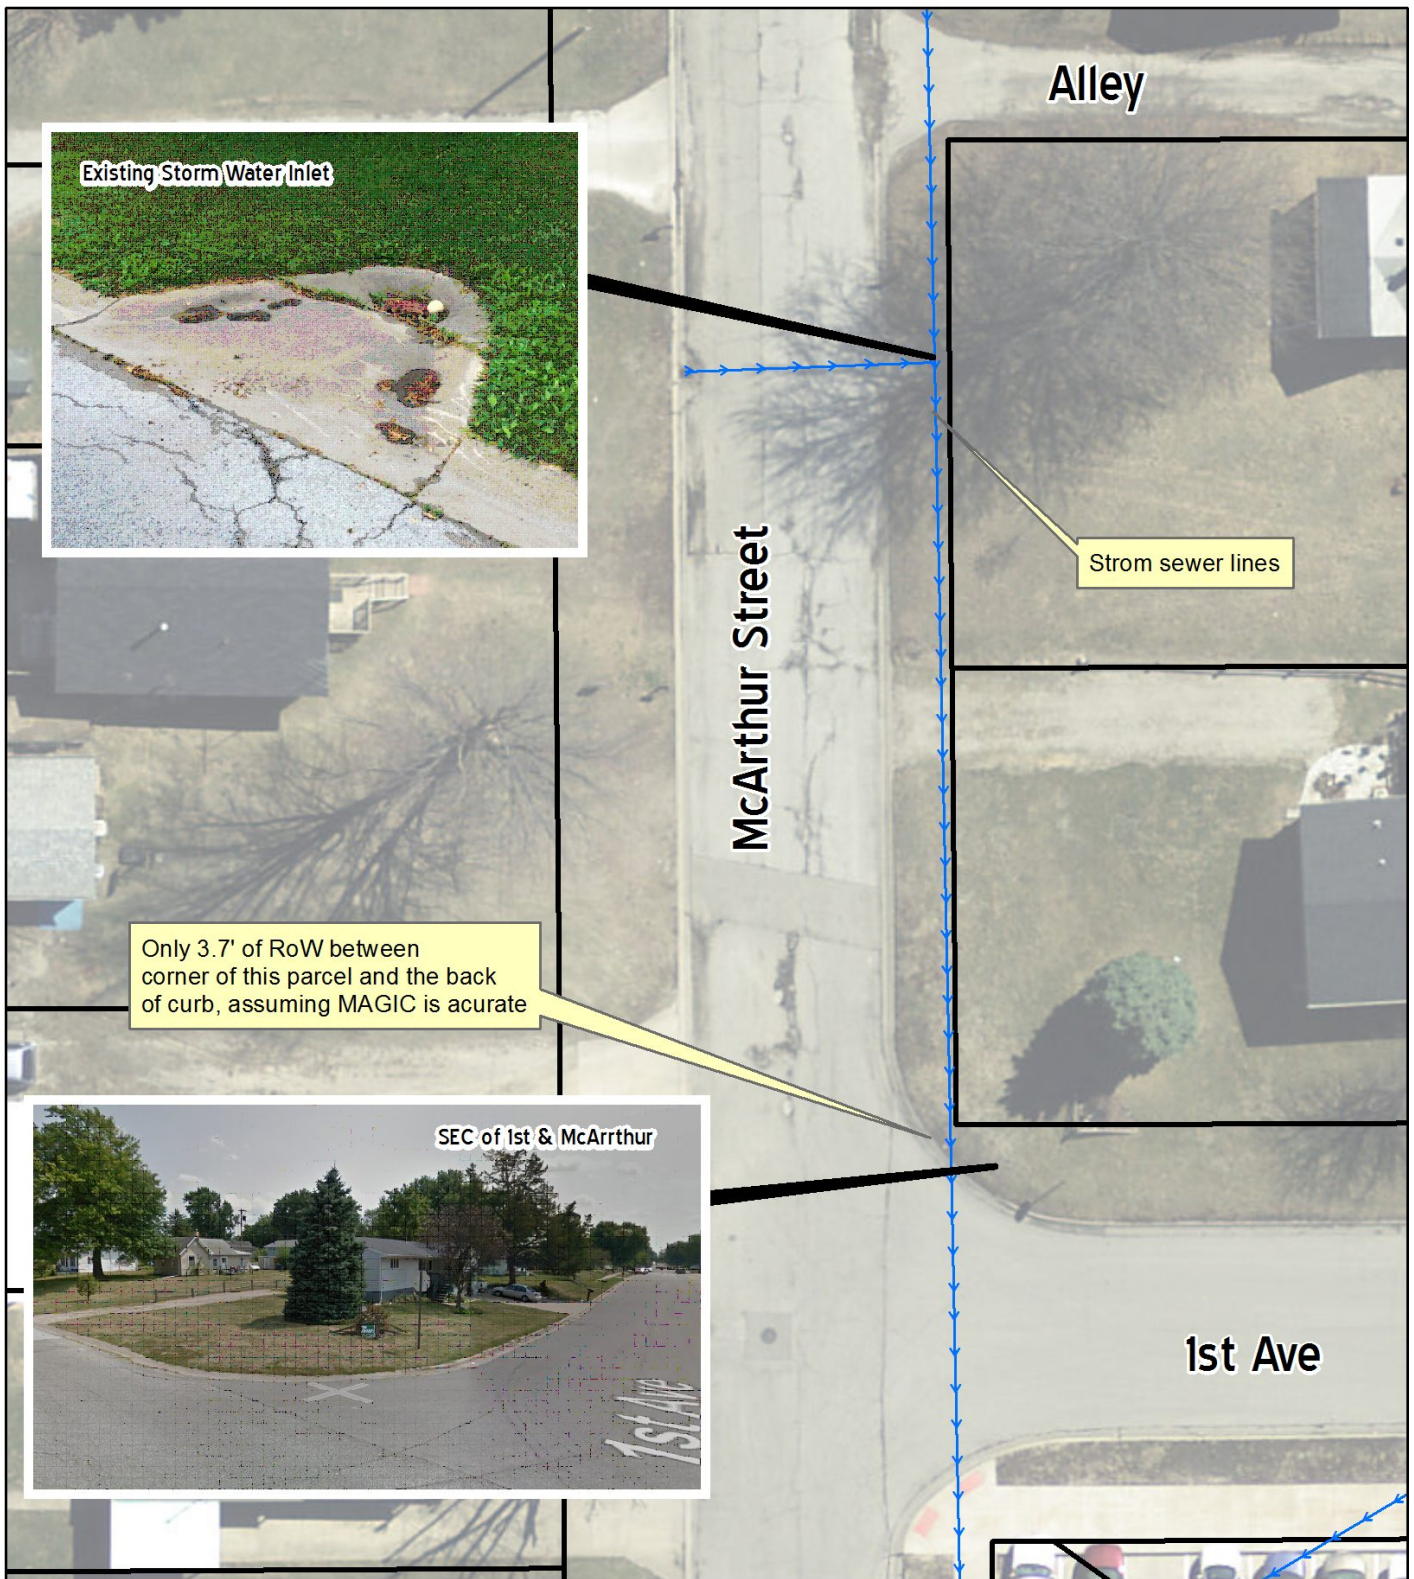 Alley
Existing Storm Water Inlet
Strom sewer lines
McArthur Street
Only 3.7' of RoW between
corner of this parcel and the back
of curb, assuming MAGIC is acurate
SEC of 1st & McArrthur
1st Ave
1st Ave